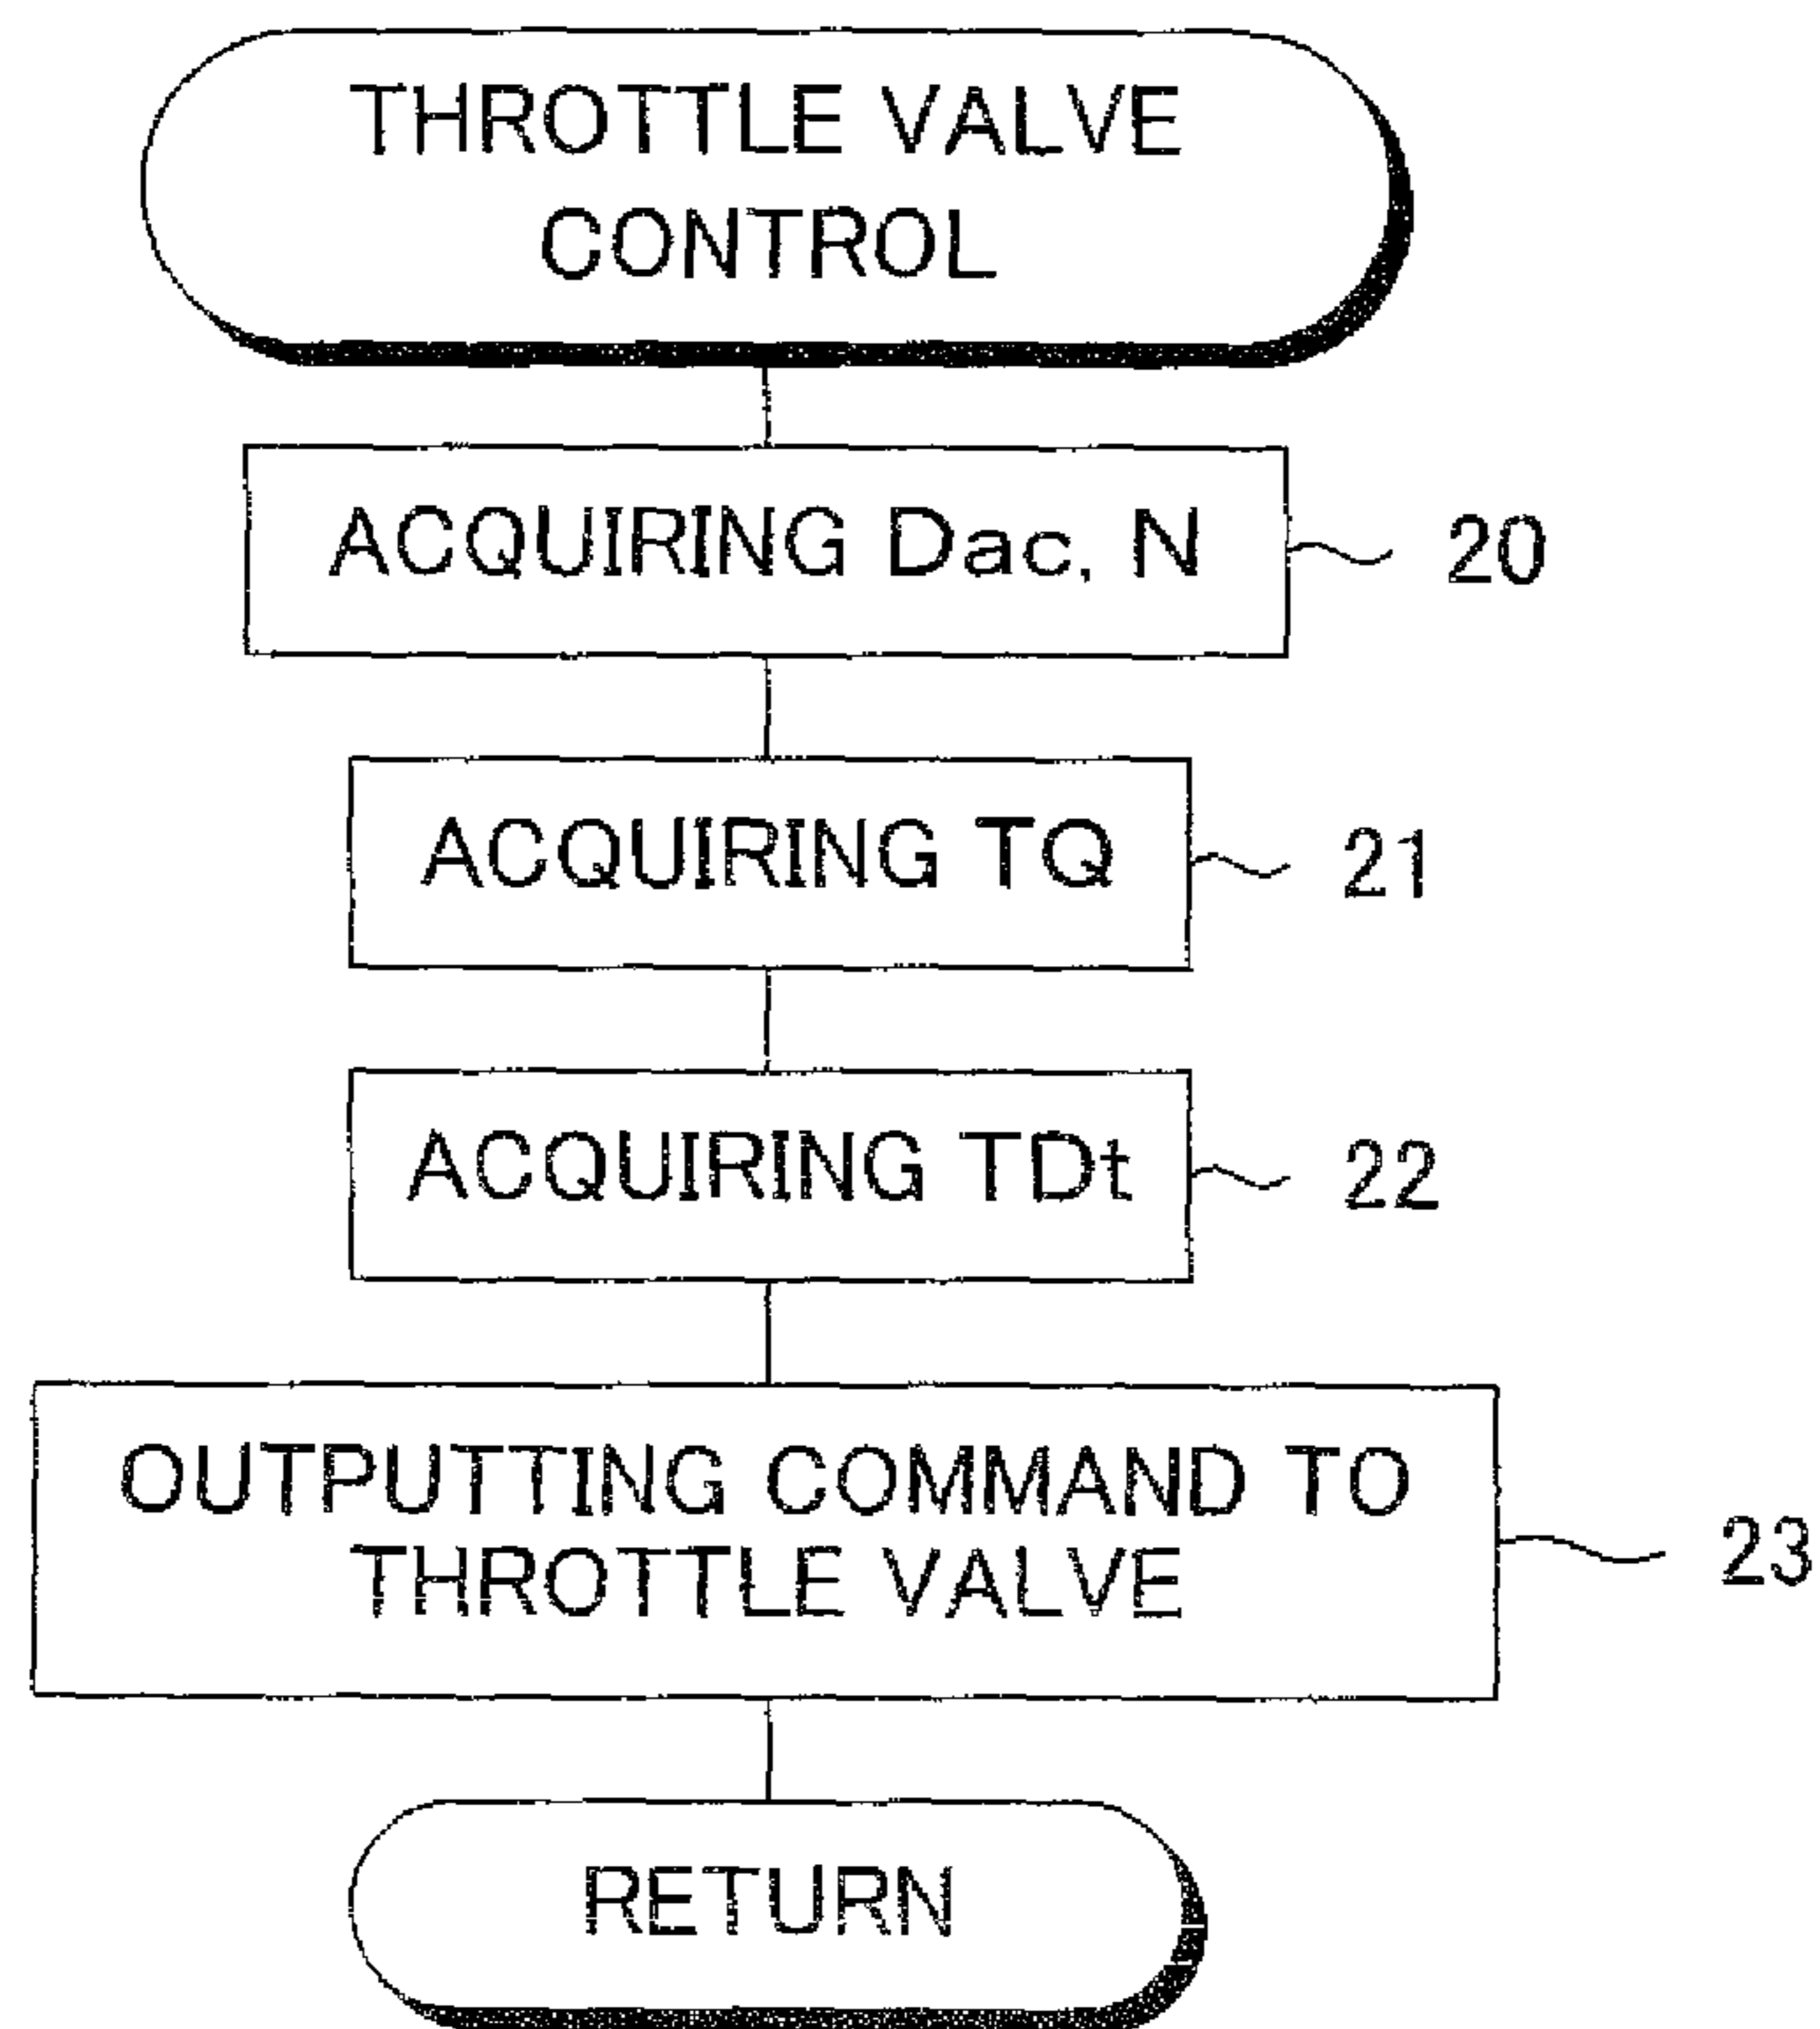 THROTTLE VALVE
CONTROL
ACQUIRING Dac, N
20
ACQUIRING TQ
21
ACQUIRING TDt
22
OUTPUTTING COMMAND TO
THROTTLE VALVE
23
RETURN